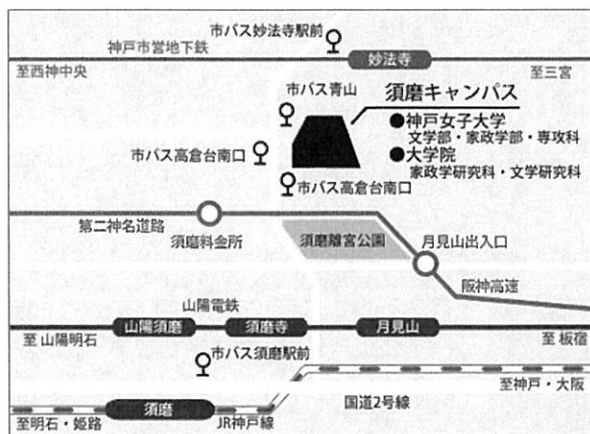 市バス妙法寺駅前
神戸市営地下鉄
妙法寺
至西神中央
至三宮
市バス青山
須磨キャンパス
●神戸女子大学
文学部・家政学部・専攻科
●大学院
家政学研究科・文学研究科
市バス高倉台南口
市バス高倉台南口
第二神名道路
須磨料金所
須磨離宮公園
月見山出入口
阪神高速
山陽電鉄
山陽須磨
須磨寺
月見山
至 山陽明石
至 板宿
市バス須磨駅前
至神戸・大阪
須磨
国道2号線
至明石・姫路
JR神戸線